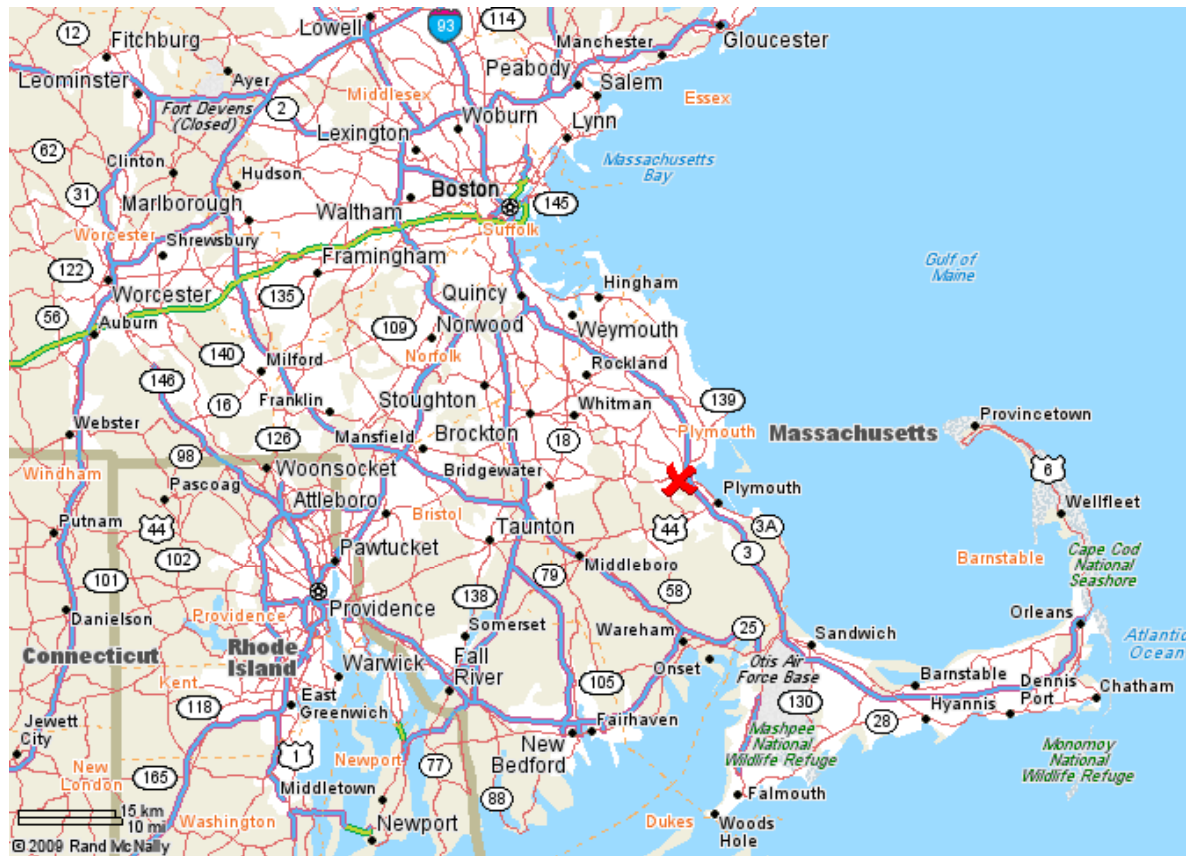 12
Fitchburg
Lowell
93
114
Manchester
Gloucester
Leominster
Ayer
Peabody
Salem
Fort Devens
(Closed)
2
Middlesex
Essex
Lexington
Woburn
Lynn
62
Clinton
Hudson
Massachusetts
Bay
31
Marlborough
Waltham
Boston
145
Worcester
Shrewsbury
Suffolk
122
Framingham
Gulf of
Maine
Worcester
135
Quincy
Hingham
56
Auburn
109
Norwood
Weymouth
140
Milford
Norfolk
Rockland
146
16
Franklin
Stoughton
Whitman
139
Provincetown
Webster
126
Mansfield
Brockton
18
Plymouth
Massachusetts
98
Windham
Woonsocket
Bridgewater
6
Pascoag
Attleboro
Plymouth
Wellfleet
Putnam
44
Bristol
Taunton
44
3A
102
Pawtucket
3
Barnstable
Cape Cod
National
Seashore
101
79
Middleboro
58
Danielson
Providence
Providence
138
Orleans
Somerset
Wareham
25
Sandwich
Atlantic
Ocean
Connecticut
Rhode
Island
Warwick
Fall
River
Onset
Otis Air
Force Base
Kent
105
Barnstable
Dennis
Port
Chatham
118
East
Greenwich
130
Hyannis
28
Jewett
City
1
Fairhaven
Mashpee
National
Wildlife Refuge
New
Bedford
Monomoy
National
Wildlife Refuge
New
London
165
Newport
77
Middletown
88
Falmouth
15 km
10 mi
Washington
Newport
Dukes
Woods
Hole
© 2009 Rand McNally